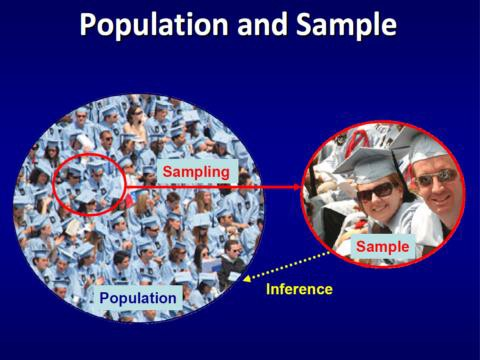 Population and Sample
Sampling
Sample
Population
Inference